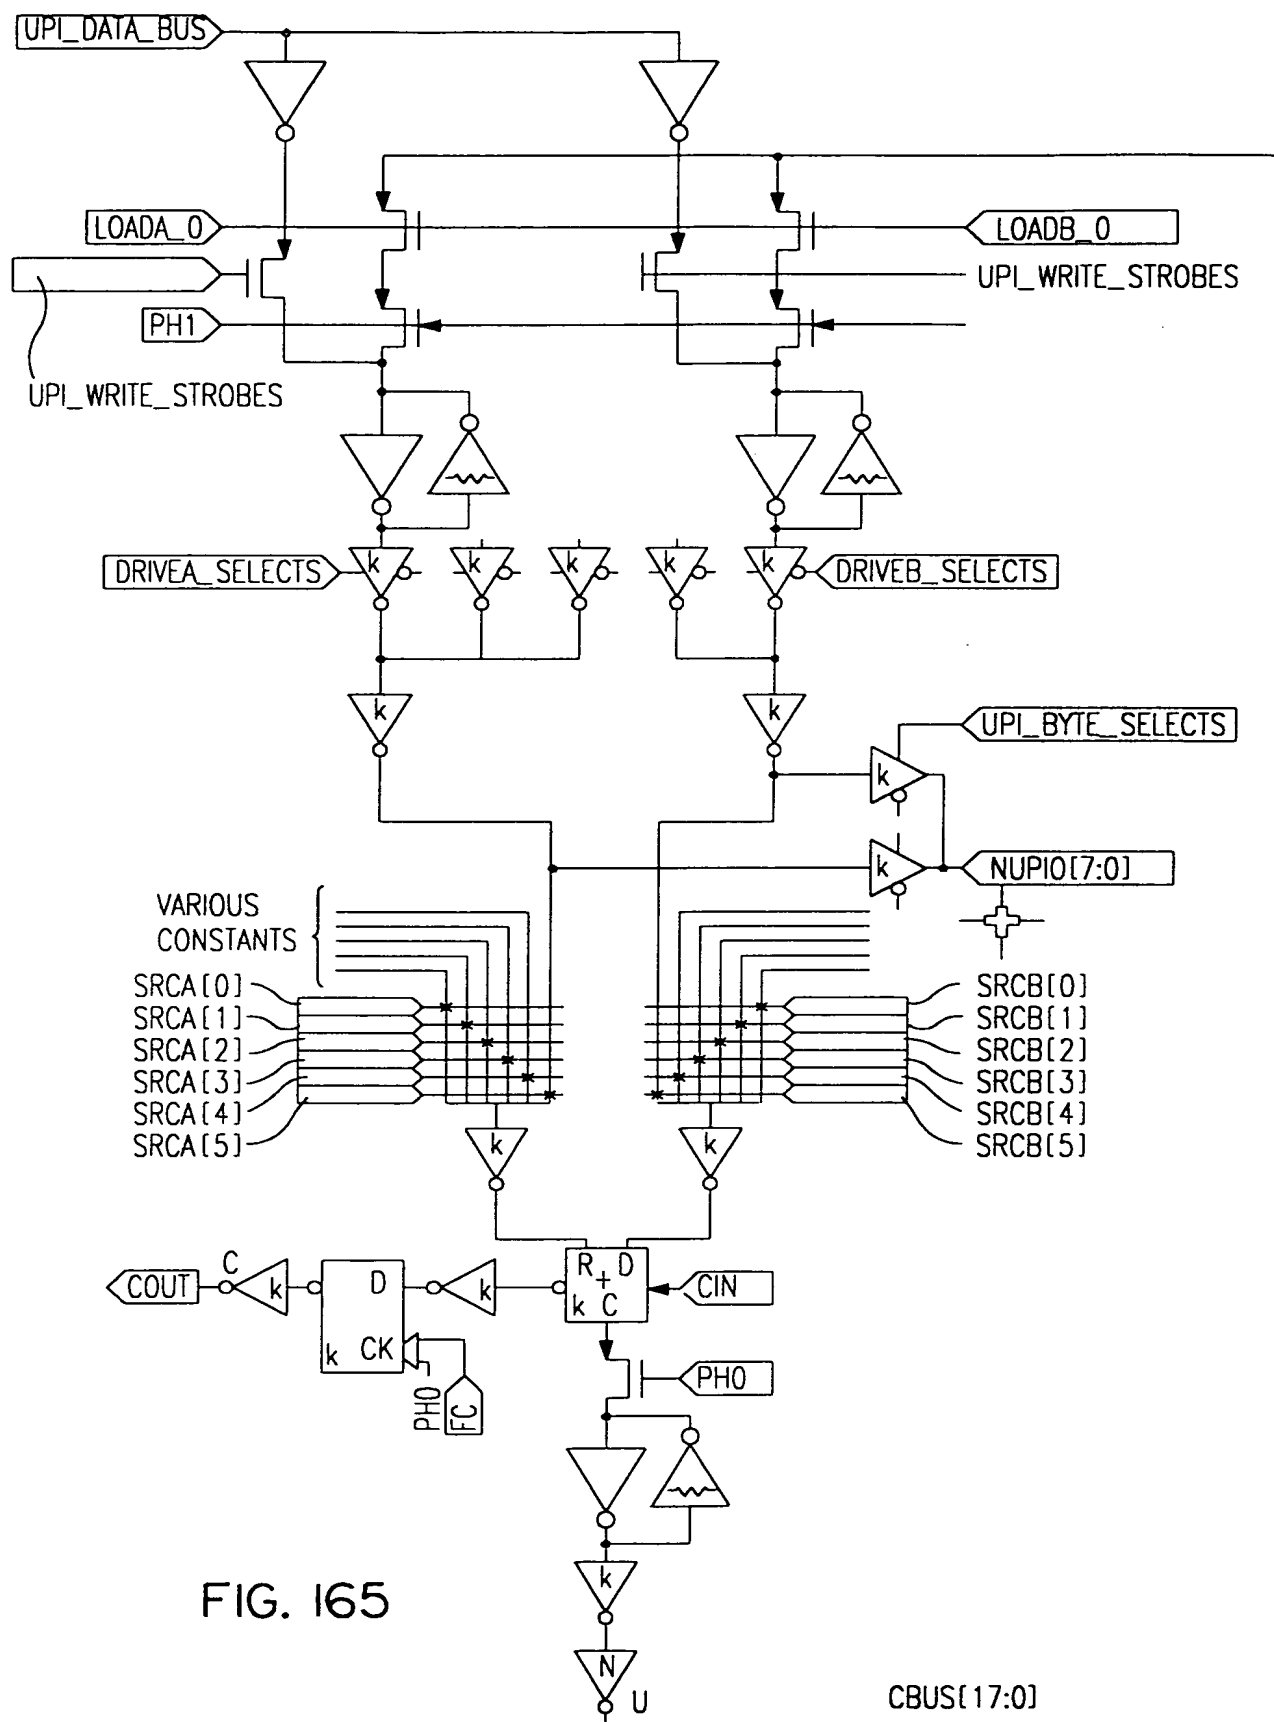 UPI_DATA_BUS
LOADA_0
LOADB_0
UPI_WRITE_STROBES
PH1
UPI_WRITE_STROBES
DRIVEA_SELECTS
k
k
k
k
k
DRIVEB_SELECTS
k
k
UPI_BYTE_SELECTS
k
k
NUPIO[7:0]
VARIOUS
CONSTANTS
SRCA[0]
SRCA[1]
SRCA[2]
SRCA[3]
SRCA[4]
SRCA[5]
SRCB[0]
SRCB[1]
SRCB[2]
SRCB[3]
SRCB[4]
SRCB[5]
k
k
COUT
C
k
D
k
CK
k
R + D
k C
CIN
PH0
FC
PH0
k
N
U
FIG. 165
CBUS[17:0]